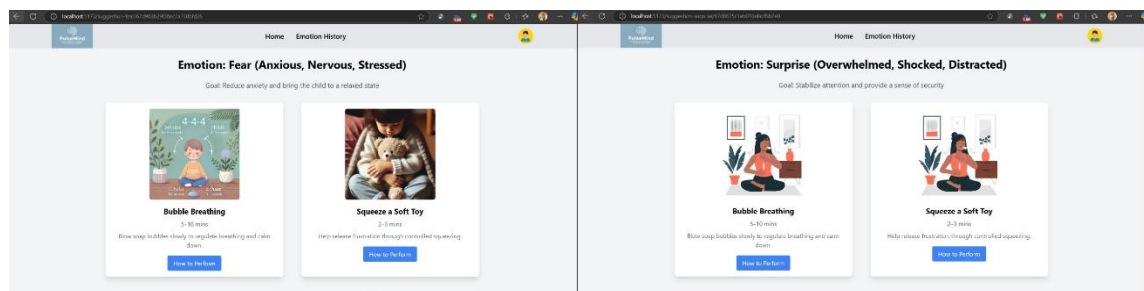 Home Emotion History
Emotion: Fear (Anxious, Nervous, Stressed)
Goal: Reduce anxiety and bring the child to a relaxed state
4-4-4
Bubble Breathing
5-10 mins
Blow soap bubbles slowly to regulate breathing and calm
down.
How to Perform
Squeeze a Soft Toy
2-3 mins
Help release frustration through controlled squeezing.
How to Perform
Home Emotion History
Emotion: Surprise (Overwhelmed, Shocked, Distracted)
Goal: Stabilize attention and provide a sense of security
Bubble Breathing
5-10 mins
Blow soap bubbles slowly to regulate breathing and calm
down.
How to Perform
Squeeze a Soft Toy
2-3 mins
Help release frustration through controlled squeezing.
How to Perform